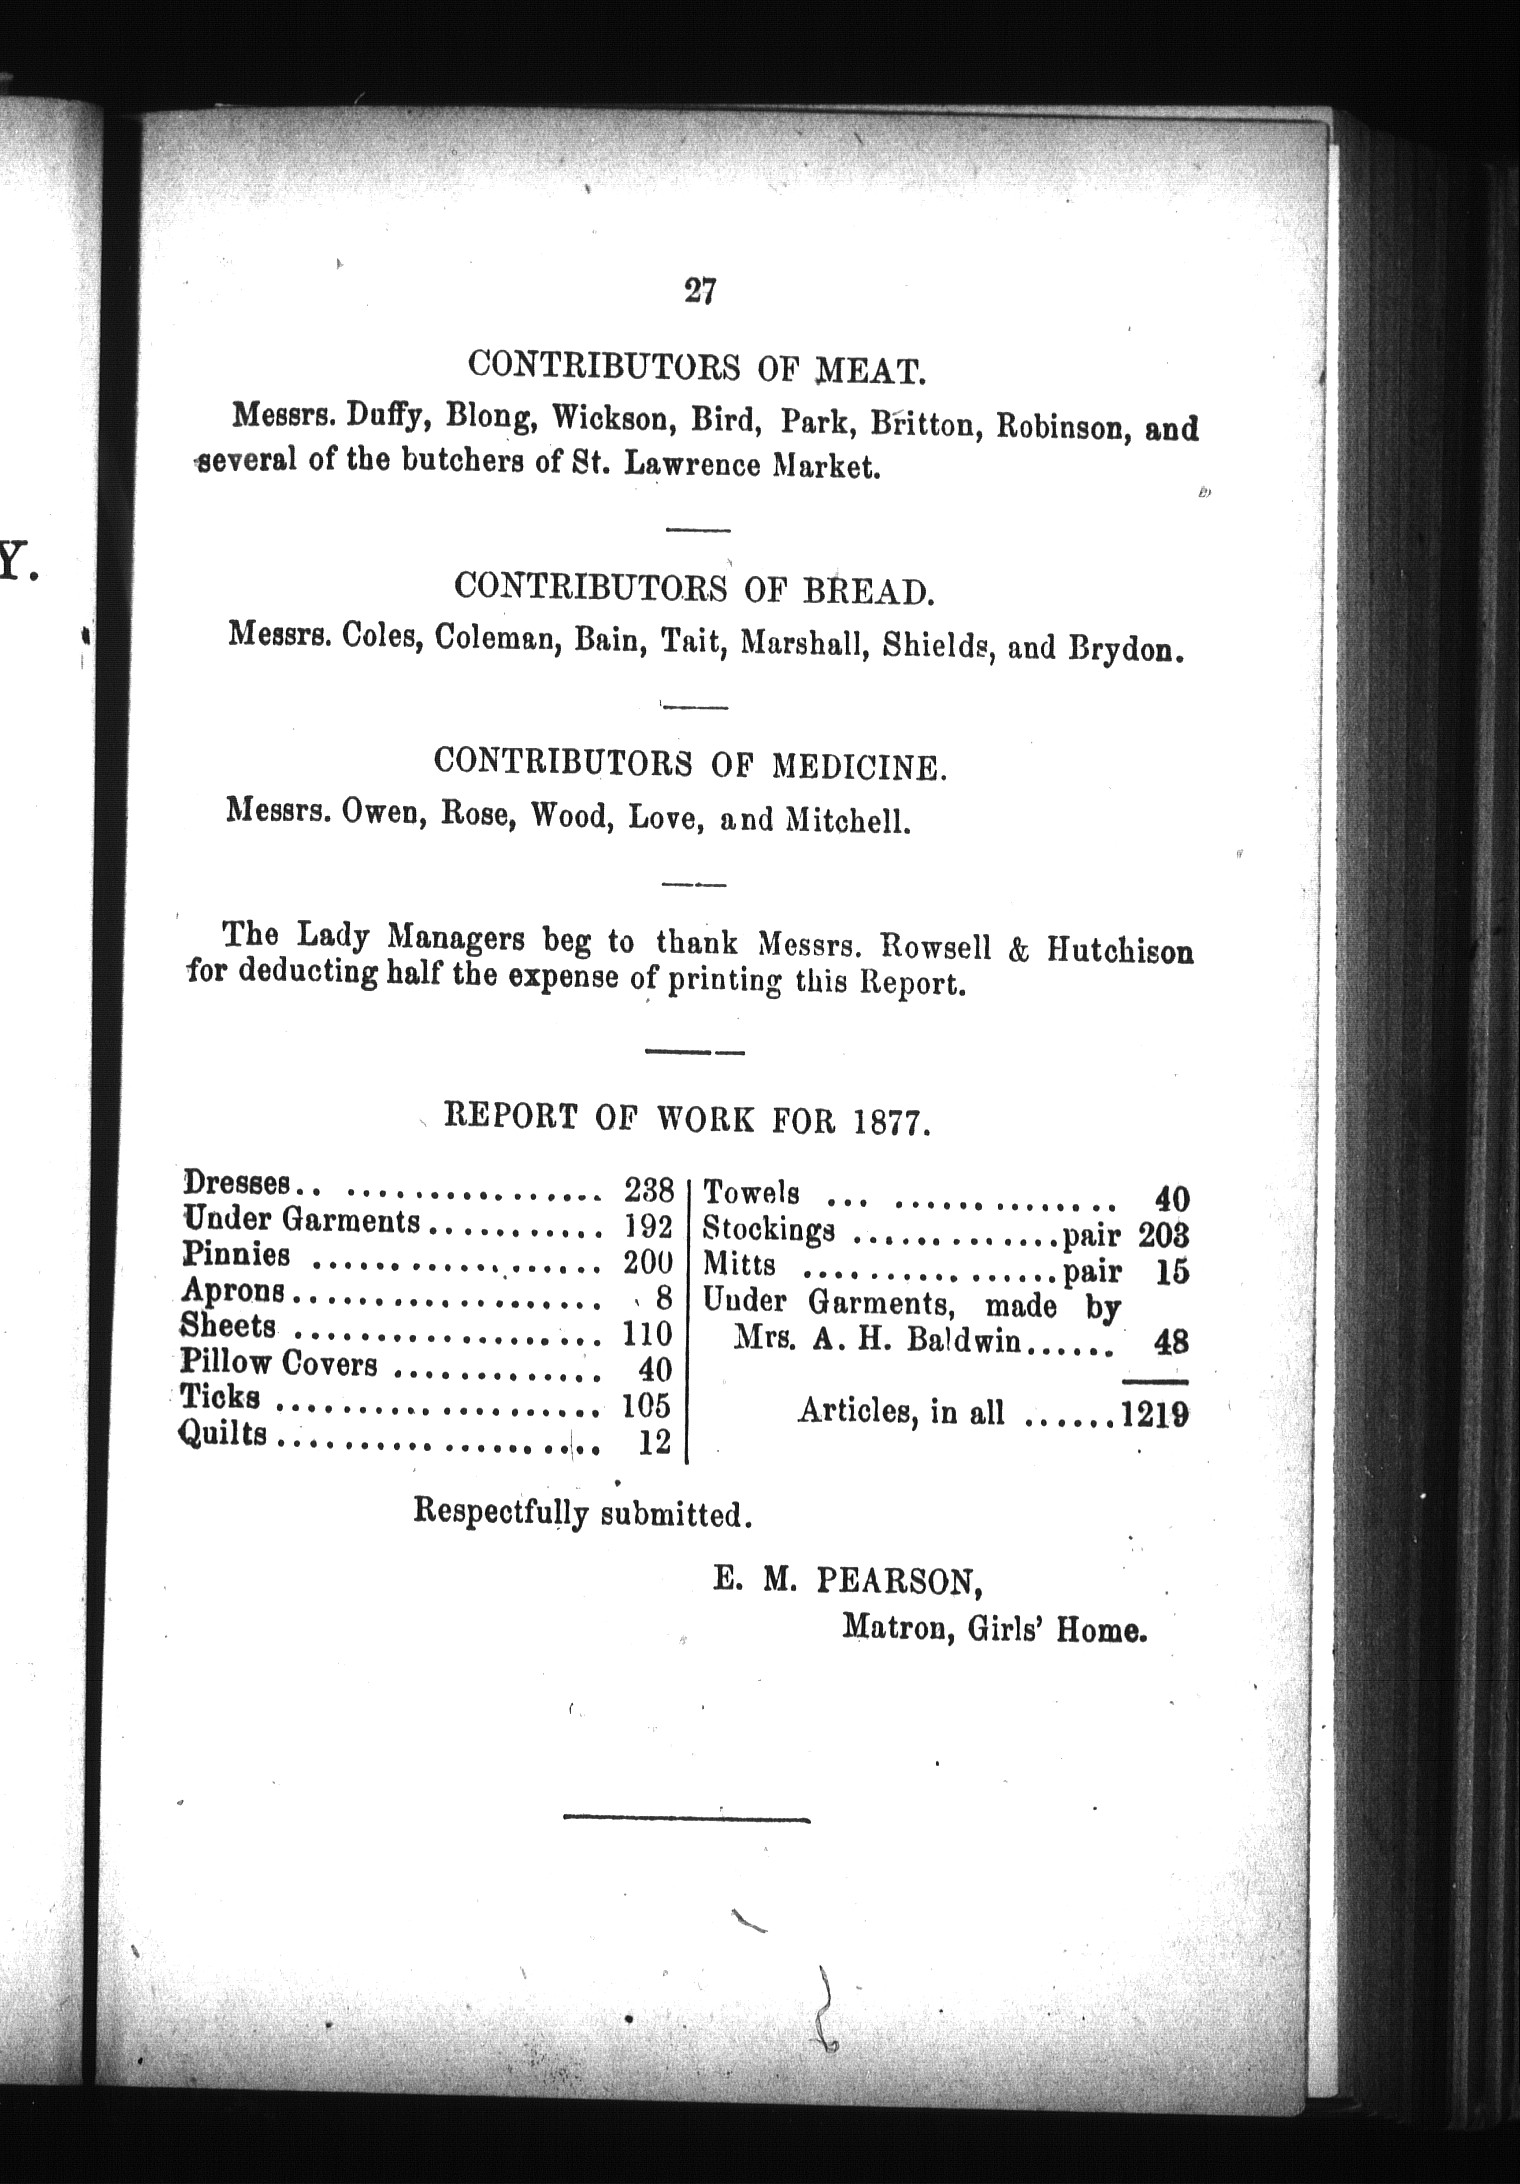 Y.
27
CONTRIBUTORS OF MEAT.
Messrs. Duffy, Blong, Wickson, Bird, Park, Britton, Robinson, and
several of the butchers of St. Lawrence Market.
CONTRIBUTORS OF BREAD.
Messrs. Coles, Coleman, Bain, Tait, Marshall, Shields, and Brydon.
CONTRIBUTORS OF MEDICINE.
Messrs. Owen, Rose, Wood, Love, and Mitchell.
The Lady Managers beg to thank Messrs. Rowsell & Hutchison
for deducting half the expense of printing this Report.
REPORT OF WORK FOR 1877.
Dresses.................. 238
Under Garments........... 192
Pinnies .................. 200
Aprons................... 8
Sheets ................... 110
Pillow Covers ............. 40
Ticks .................... 105
Quilts.................... 12
Towels ................. 40
Stockings .............pair 203
Mitts ................pair 15
Under Garments, made by
Mrs. A. H. Baldwin...... 48
Articles, in all ......1219
Respectfully submitted.
E. M. PEARSON,
Matron, Girls' Home.